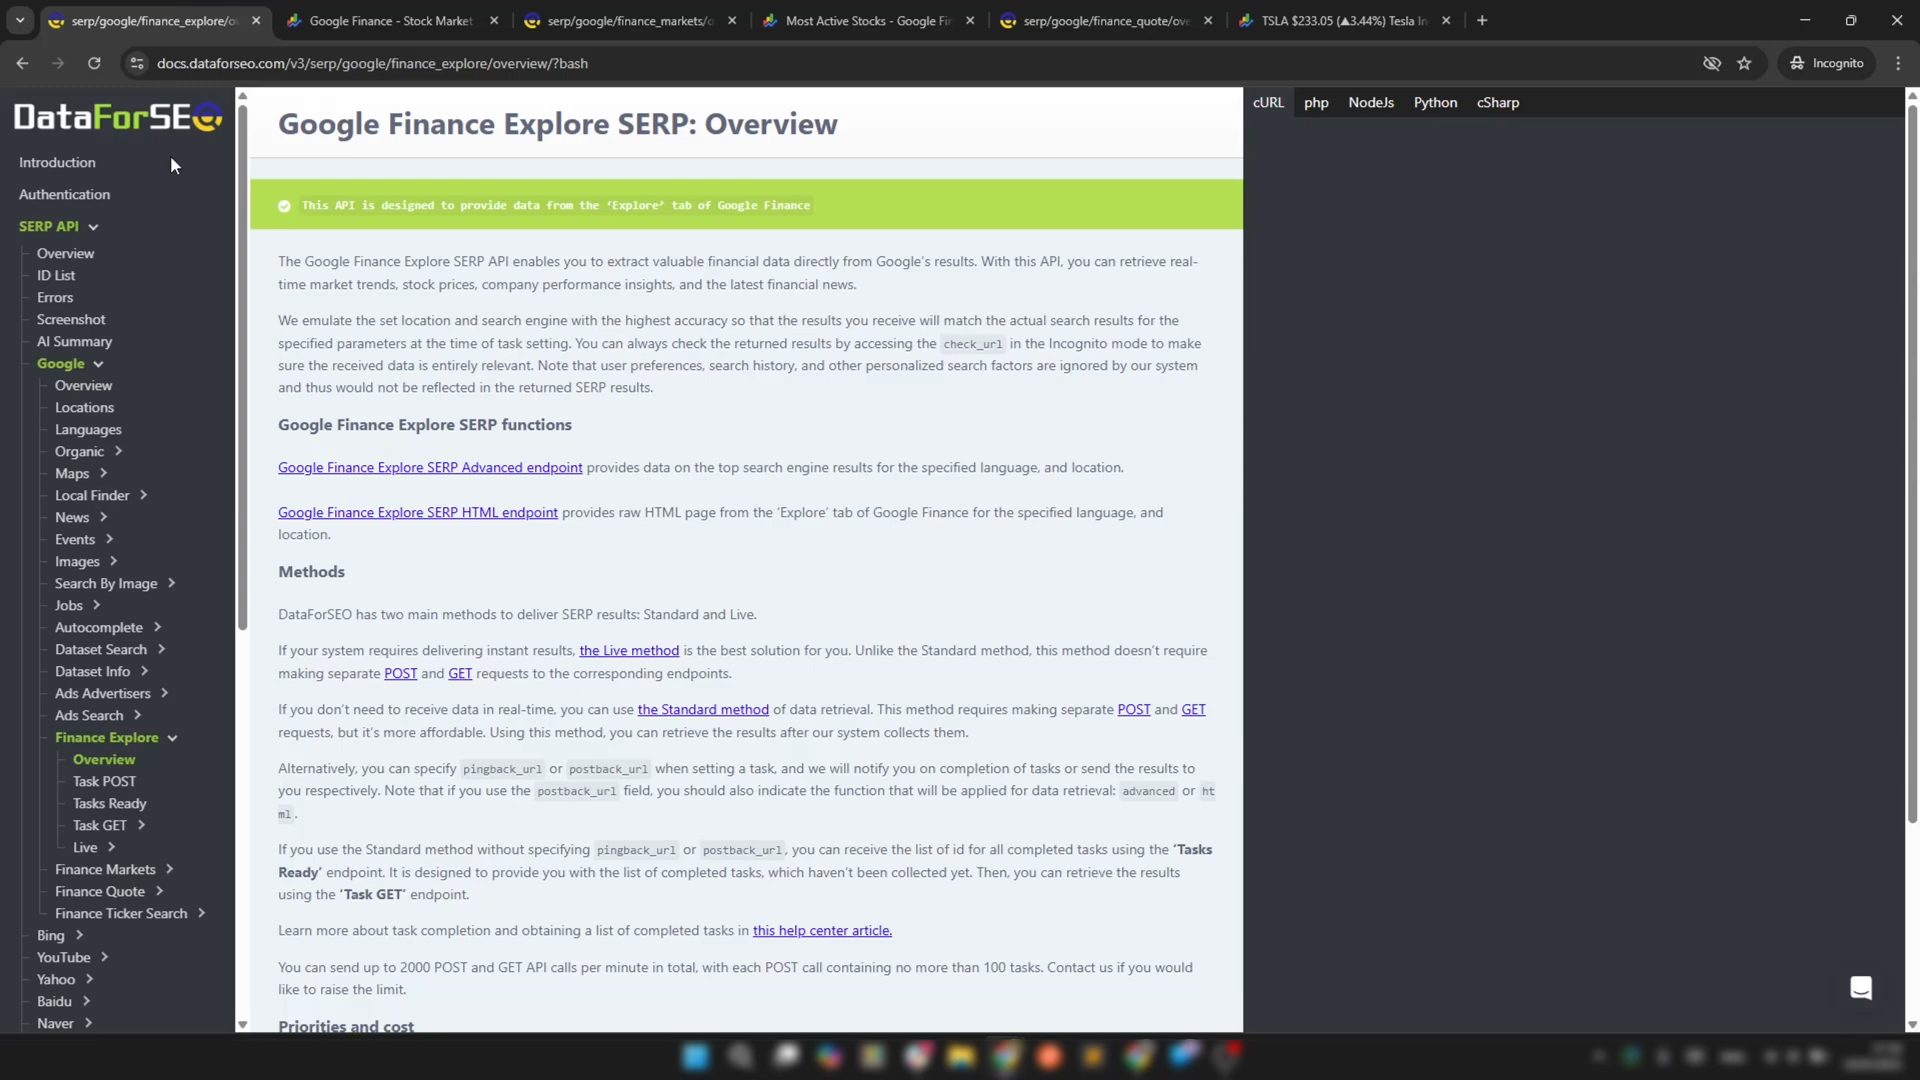 serp/google/finance_explore/o
Google Finance - Stock Market
serp/google/finance_markets/o
Most Active Stocks - Google Fi
serp/google/finance_quote/ove
TSLA $233.05 (▲3.44%) Tesla In
docs.dataforseo.com/v3/serp/google/finance_explore/overview/?bash
Incognito
DataForSEO
Introduction
Authentication
SERP API
Overview
ID List
Errors
Screenshot
AI Summary
Google
Overview
Locations
Languages
Organic
Maps
Local Finder
News
Events
Images
Search By Image
Jobs
Autocomplete
Dataset Search
Dataset Info
Ads Advertisers
Ads Search
Finance Explore
Overview
Task POST
Tasks Ready
Task GET
Live
Finance Markets
Finance Quote
Finance Ticker Search
Bing
YouTube
Yahoo
Baidu
Naver
Google Finance Explore SERP: Overview
This API is designed to provide data from the ‘Explore’ tab of Google Finance
The Google Finance Explore SERP API enables you to extract valuable financial data directly from Google’s results. With this API, you can retrieve real-
time market trends, stock prices, company performance insights, and the latest financial news.
We emulate the set location and search engine with the highest accuracy so that the results you receive will match the actual search results for the
specified parameters at the time of task setting. You can always check the returned results by accessing the check_url in the Incognito mode to make
sure the received data is entirely relevant. Note that user preferences, search history, and other personalized search factors are ignored by our system
and thus would not be reflected in the returned SERP results.
Google Finance Explore SERP functions
Google Finance Explore SERP Advanced endpoint provides data on the top search engine results for the specified language, and location.
Google Finance Explore SERP HTML endpoint provides raw HTML page from the ‘Explore’ tab of Google Finance for the specified language, and
location.
Methods
DataForSEO has two main methods to deliver SERP results: Standard and Live.
If your system requires delivering instant results, the Live method is the best solution for you. Unlike the Standard method, this method doesn’t require
making separate POST and GET requests to the corresponding endpoints.
If you don’t need to receive data in real-time, you can use the Standard method of data retrieval. This method requires making separate POST and GET
requests, but it’s more affordable. Using this method, you can retrieve the results after our system collects them.
Alternatively, you can specify pingback_url or postback_url when setting a task, and we will notify you on completion of tasks or send the results to
you respectively. Note that if you use the postback_url field, you should also indicate the function that will be applied for data retrieval: advanced or ht
ml.
If you use the Standard method without specifying pingback_url or postback_url, you can receive the list of id for all completed tasks using the ‘Tasks
Ready’ endpoint. It is designed to provide you with the list of completed tasks, which haven’t been collected yet. Then, you can retrieve the results
using the ‘Task GET’ endpoint.
Learn more about task completion and obtaining a list of completed tasks in this help center article.
You can send up to 2000 POST and GET API calls per minute in total, with each POST call containing no more than 100 tasks. Contact us if you would
like to raise the limit.
Priorities and cost
cURL
php
NodeJs
Python
cSharp